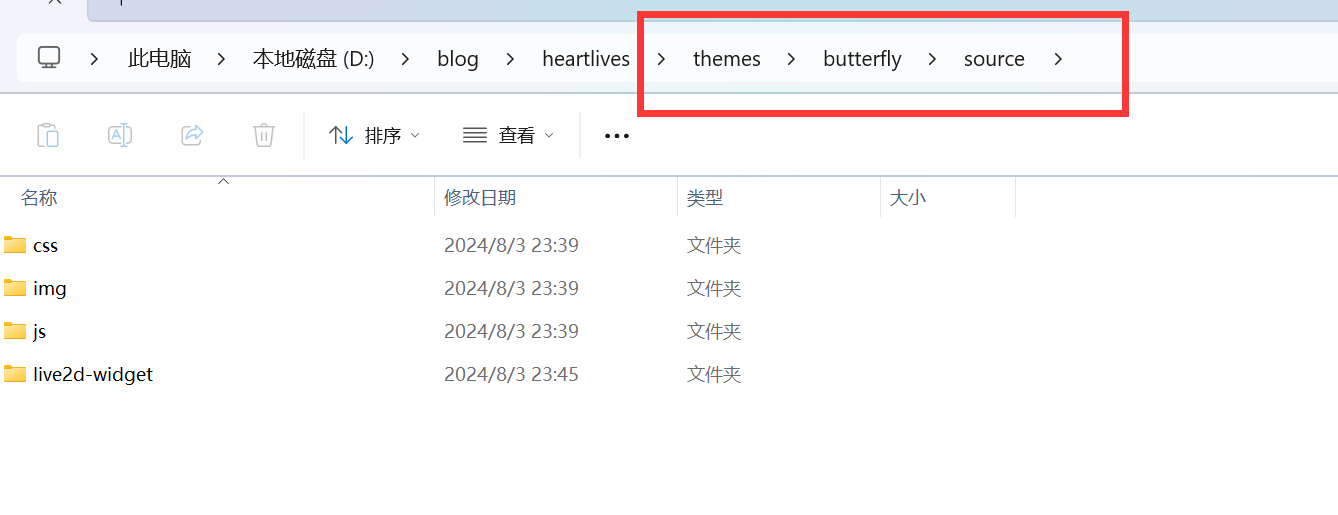 此电脑 本地磁盘 (D:) blog heartlives themes butterfly source
排序 查看
名称 修改日期 类型 大小
css 2024/8/3 23:39 文件夹
img 2024/8/3 23:39 文件夹
js 2024/8/3 23:39 文件夹
live2d-widget 2024/8/3 23:45 文件夹